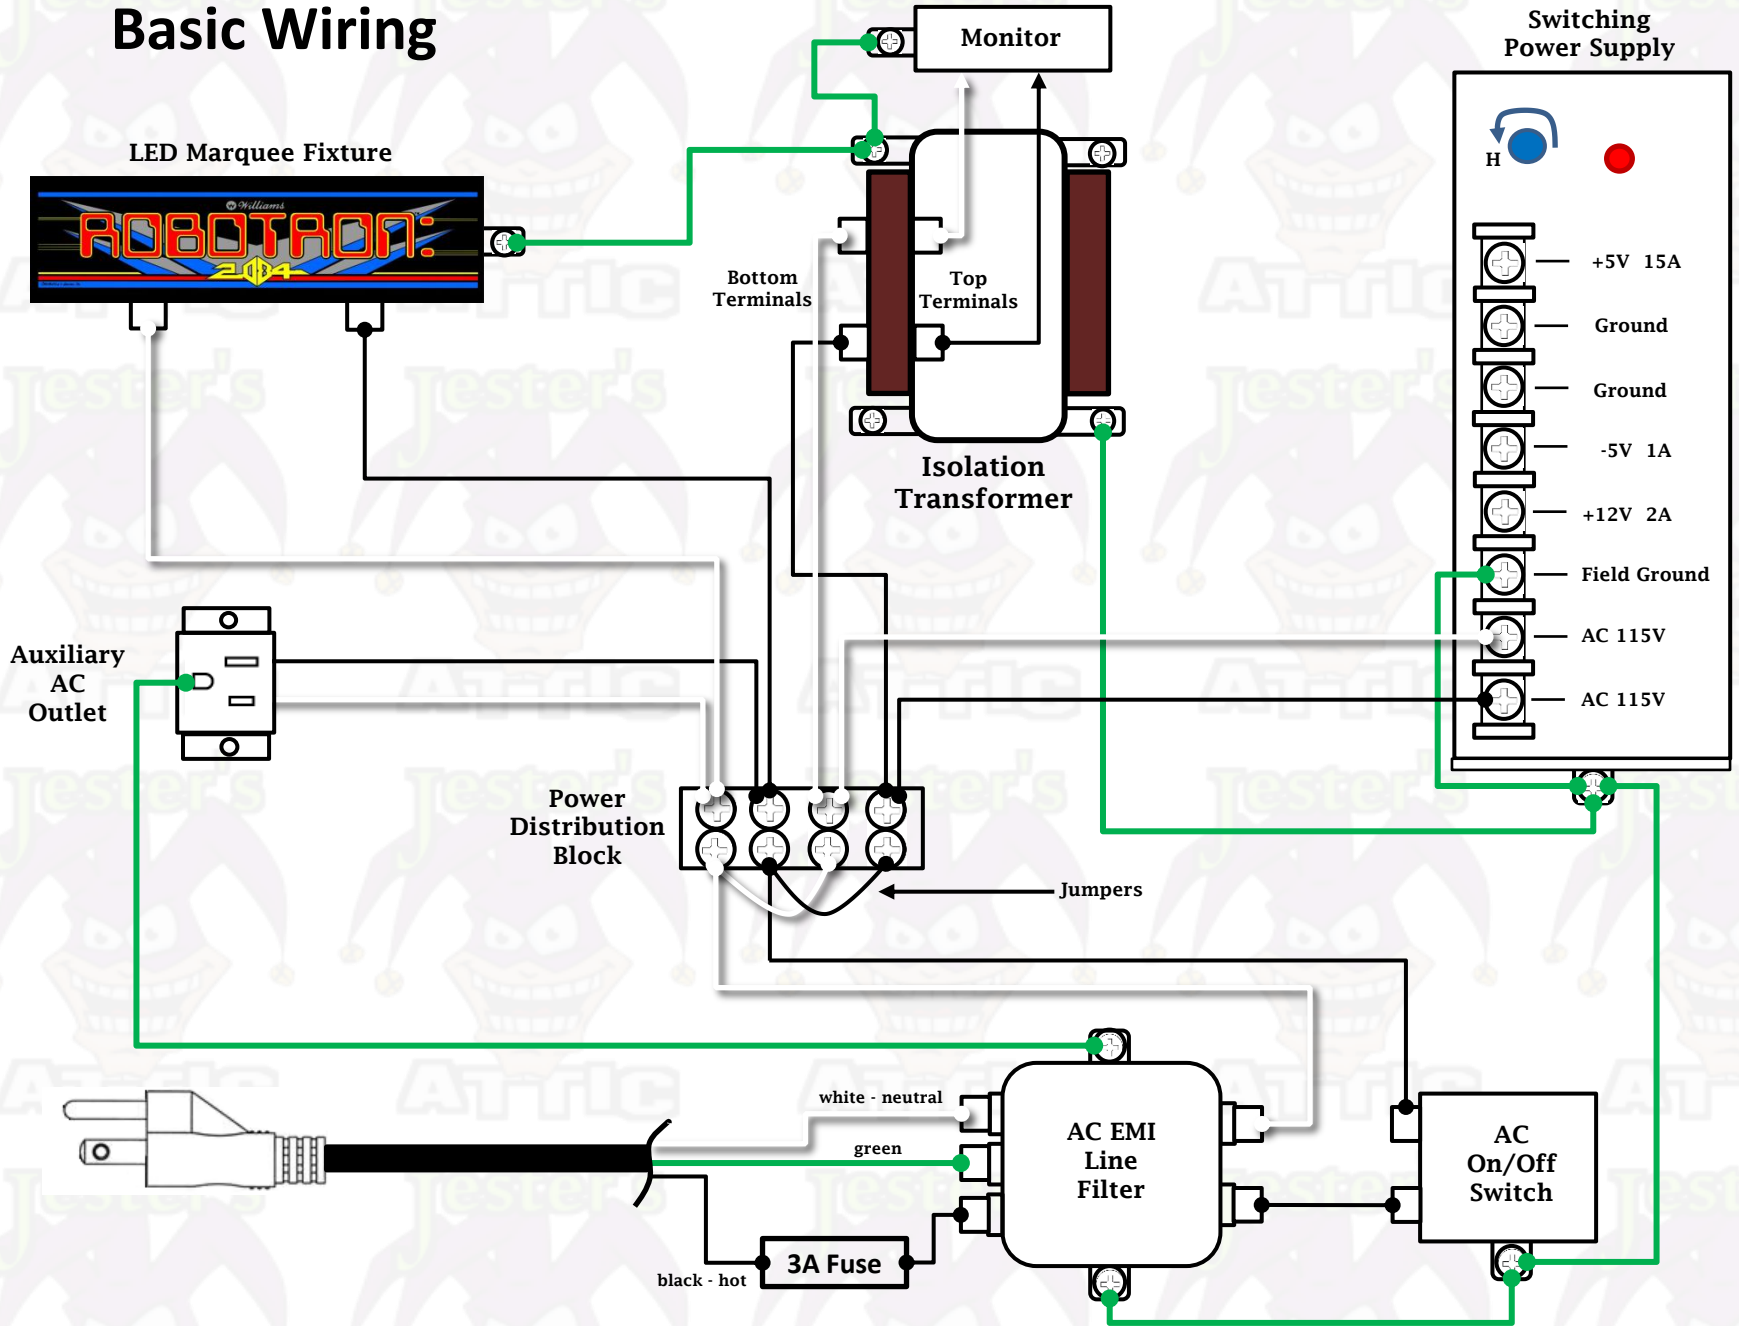 Basic Wiring
Monitor
Switching
Power Supply
LED Marquee Fixture
Williams
ROBOTRON:
2084
H
+5V 15A
Ground
Ground
-5V 1A
+12V 2A
Field Ground
AC 115V
AC 115V
Bottom
Terminals
Top
Terminals
Isolation
Transformer
Auxiliary
AC
Outlet
Power
Distribution
Block
Jumpers
white - neutral
green
black - hot
3A Fuse
AC EMI
Line
Filter
AC
On/Off
Switch
Jester's
ATTIC